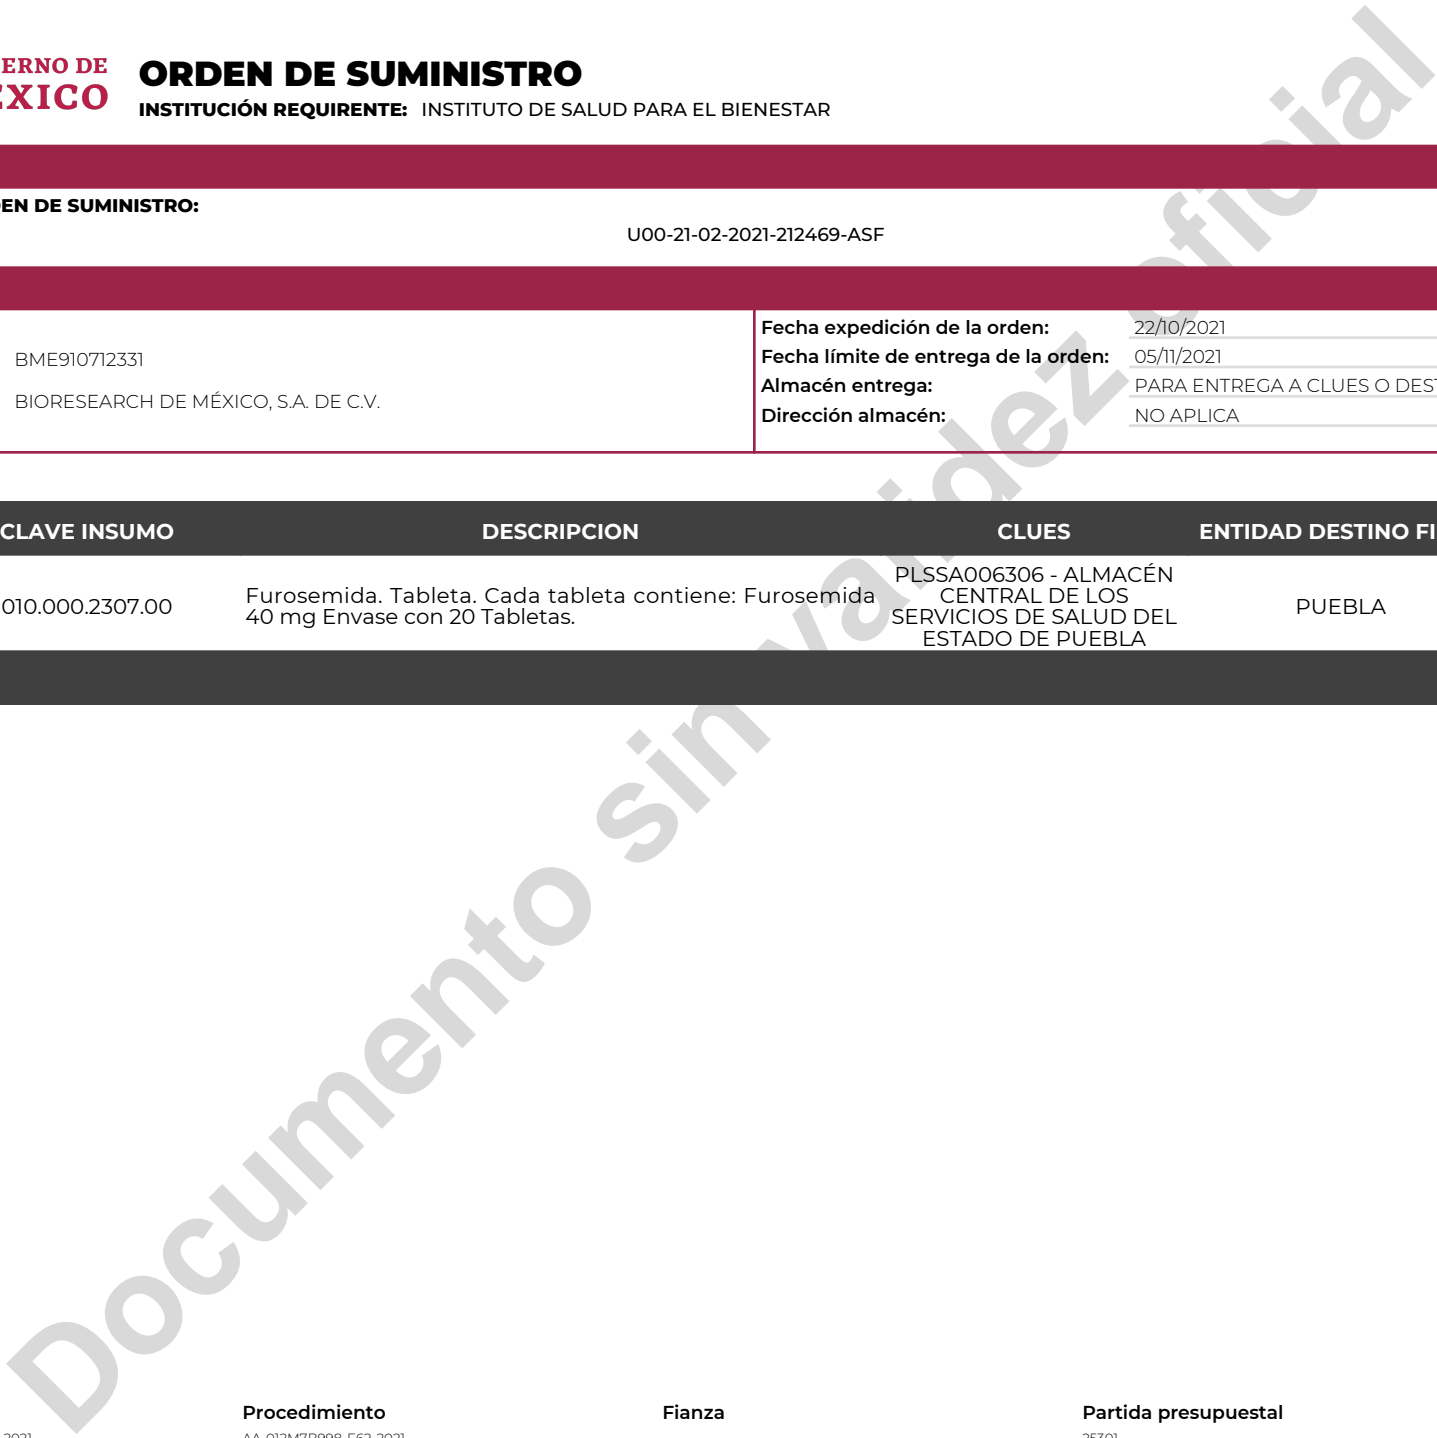 ERNO DE
ÉXICO
ORDEN DE SUMINISTRO
INSTITUCIÓN REQUIRENTE: INSTITUTO DE SALUD PARA EL BIENESTAR
EN DE SUMINISTRO:
U00-21-02-2021-212469-ASF
BME910712331
BIORESEARCH DE MÉXICO, S.A. DE C.V.
Fecha expedición de la orden: 22/10/2021
Fecha límite de entrega de la orden: 05/11/2021
Almacén entrega: PARA ENTREGA A CLUES O DEST
Dirección almacén: NO APLICA
CLAVE INSUMO DESCRIPCION CLUES ENTIDAD DESTINO FI
010.000.2307.00
Furosemida. Tableta. Cada tableta contiene: Furosemida
40 mg Envase con 20 Tabletas.
PLSSA006306 - ALMACÉN
CENTRAL DE LOS
SERVICIOS DE SALUD DEL
ESTADO DE PUEBLA
PUEBLA
Documento sin validez oficial
Procedimiento Fianza Partida presupuestal